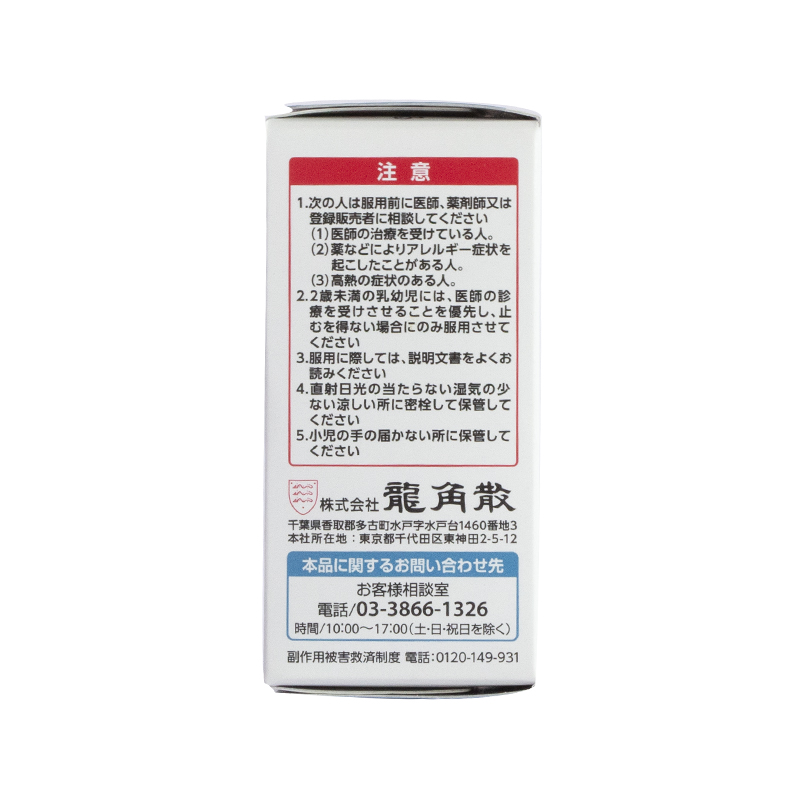 注意
1.次の人は服用前に医師、薬剤師又は
登録販売者に相談してください
(1)医師の治療を受けている人。
(2)薬などによりアレルギー症状を
起こしたことがある人。
(3)高熱の症状のある人。
2.2歳未満の乳幼児には、医師の診
療を受けさせることを優先し、止
むを得ない場合にのみ服用させて
ください
3.服用に際しては、説明文書をよくお
読みください
4.直射日光の当たらない湿気の少
ない涼しい所に密栓して保管して
ください
5.小児の手の届かない所に保管して
ください
株式会社 龍角散
千葉県香取郡多古町水戸字水戸台1460番地3
本社所在地:東京都千代田区東神田2-5-12
本品に関するお問い合わせ先
お客様相談室
電話/03-3866-1326
時間/10:00〜17:00(土・日・祝日を除く)
副作用被害救済制度 電話:0120-149-931